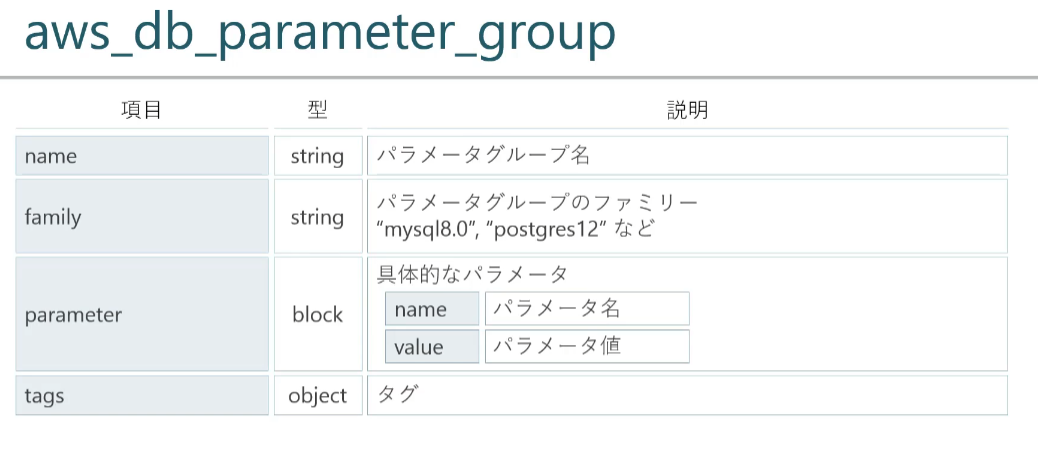 aws_db_parameter_group
項目 型 説明
name string パラメータグループ名
family string パラメータグループのファミリー
“mysql8.0”, “postgres12” など
parameter block 具体的なパラメータ
name パラメータ名
value パラメータ値
tags object タグ